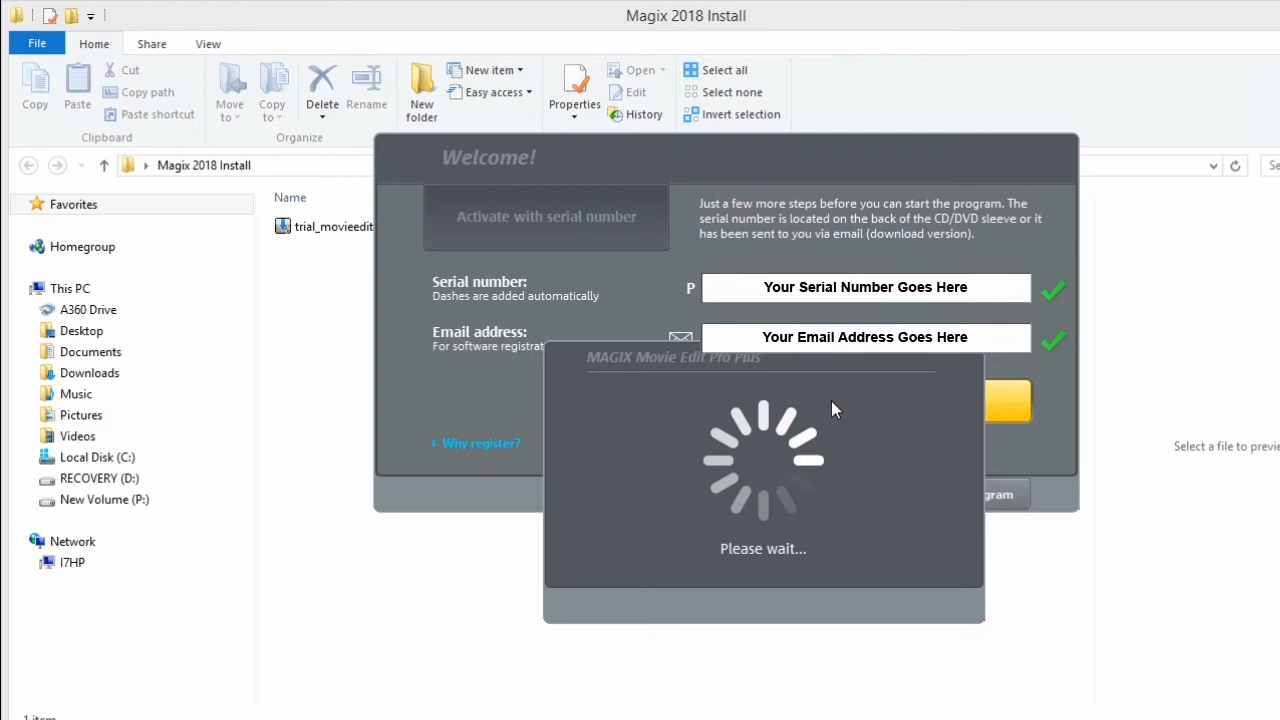 Magix 2018 Install
File
Home
Share
View
Copy
Paste
Cut
Copy path
Paste shortcut
Clipboard
Move
to
Copy
to
Delete
Rename
Organize
New
folder
New item
Easy access
Properties
Open
Edit
History
Select all
Select none
Invert selection
Magix 2018 Install
Favorites
Homegroup
This PC
A360 Drive
Desktop
Documents
Downloads
Music
Pictures
Videos
Local Disk (C:)
RECOVERY (D:)
New Volume (P:)
Network
I7HP
1 item
Name
trial_movieedit
Welcome!
Activate with serial number
Just a few more steps before you can start the program. The
serial number is located on the back of the CD/DVD sleeve or it
has been sent to you via email (download version).
Serial number:
Dashes are added automatically
P
Your Serial Number Goes Here
Email address:
For software registrat
Your Email Address Goes Here
Why register?
gram
MAGIX Movie Edit Pro Plus
Please wait...
Select a file to previe